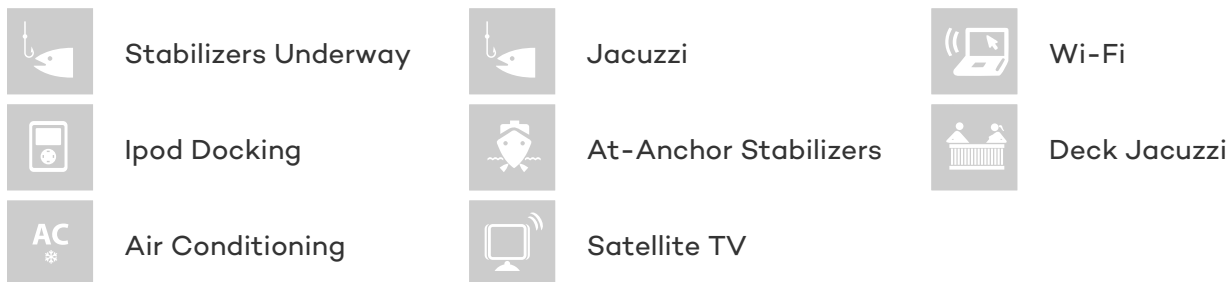 Stabilizers Underway
Jacuzzi
Wi-Fi
Ipod Docking
At-Anchor Stabilizers
Deck Jacuzzi
AC
Air Conditioning
Satellite TV